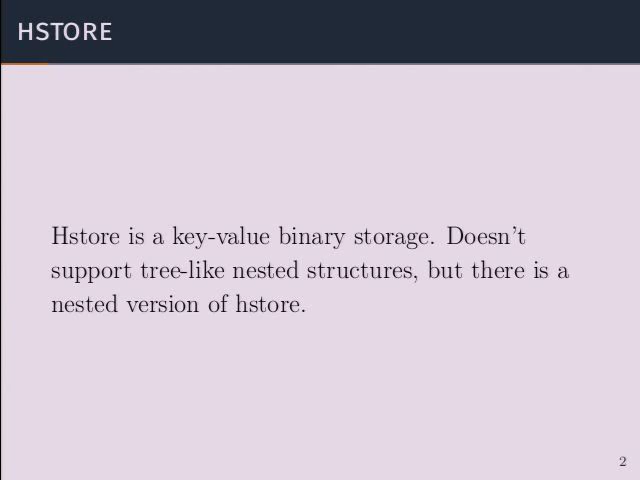 HSTORE
Hstore is a key-value binary storage. Doesn't
support tree-like nested structures, but there is a
nested version of hstore.
2